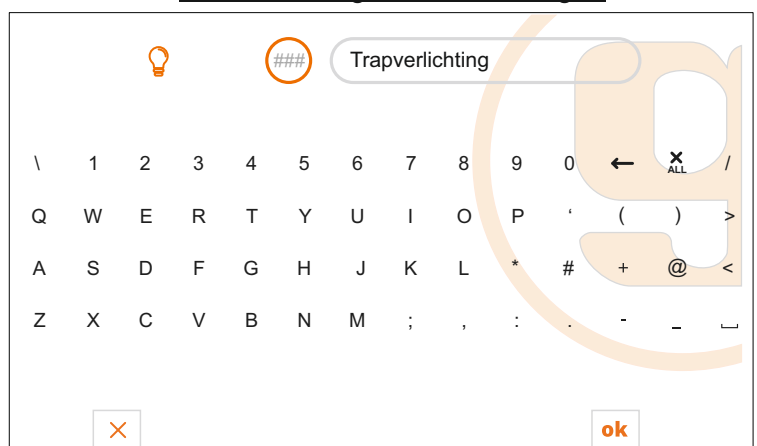 ### Trapverlichting
\ 1 2 3 4 5 6 7 8 9 0 ← × ALL /
Q W E R T Y U I O P ‘ ( ) >
A S D F G H J K L * # + @ <
Z X C V B N M ; , : . - _ ⎵
× ok